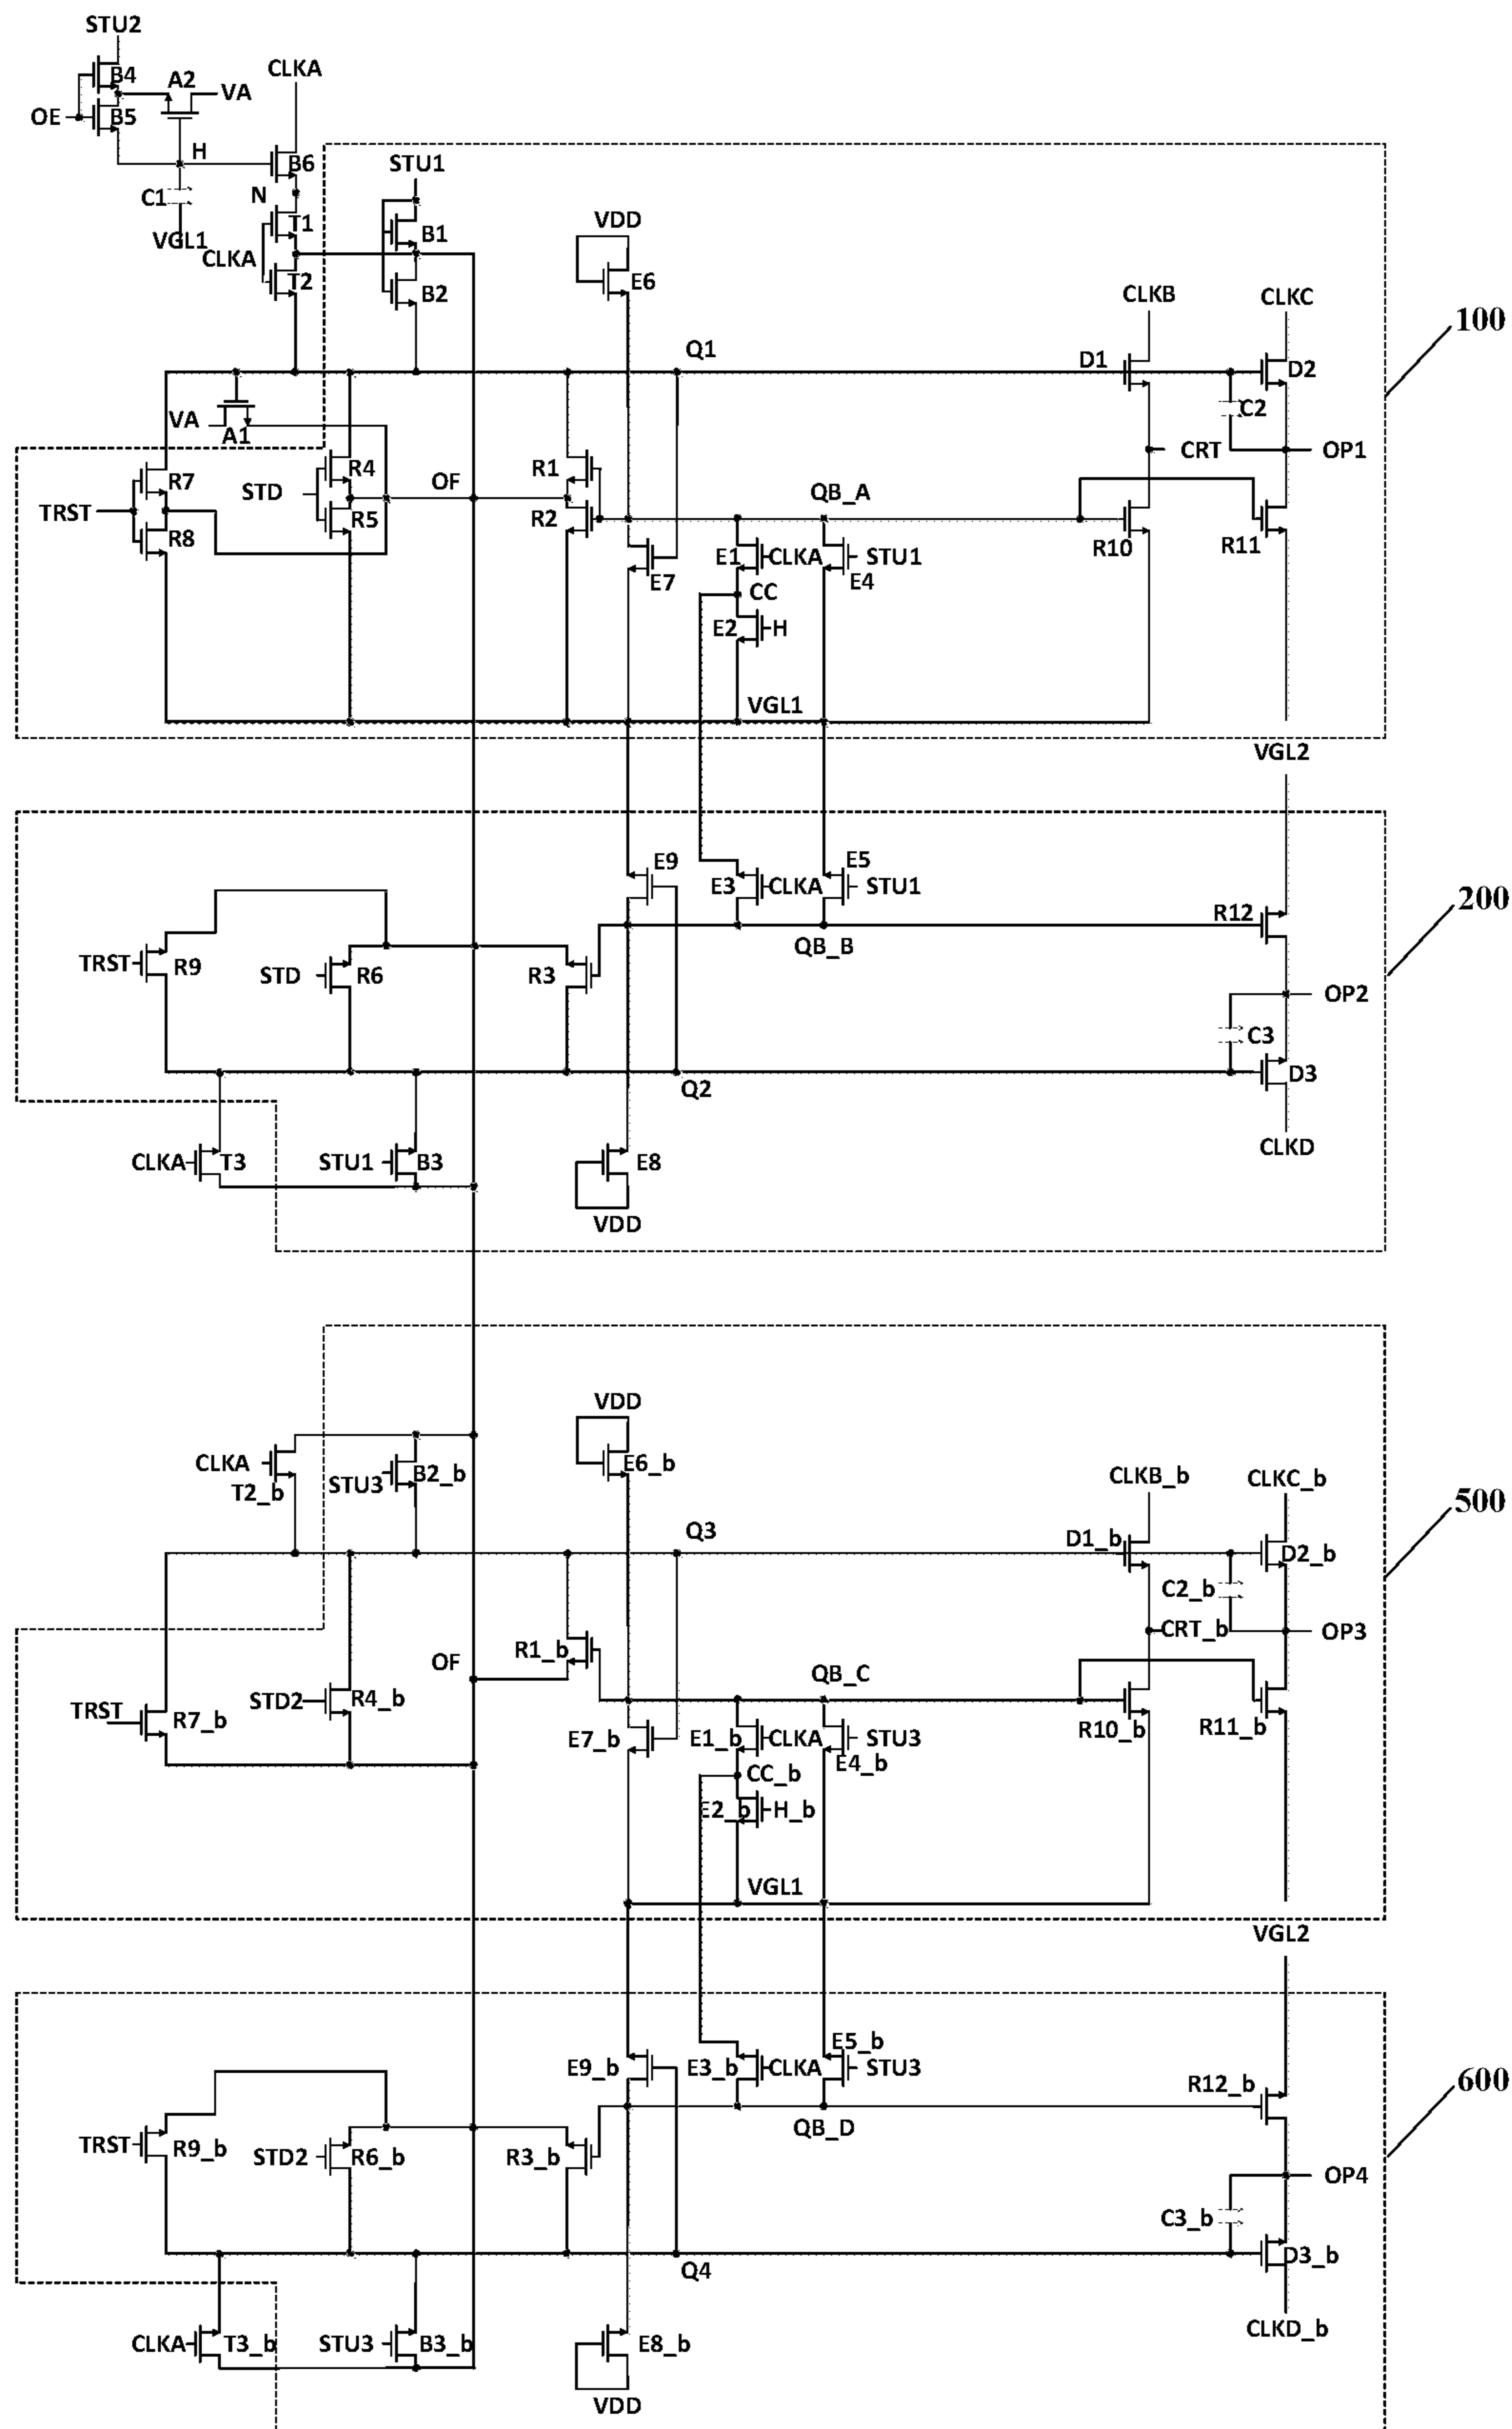 STU2
B4
A2
VA
CLKA
OE
B5
H
B6
STU1
C1
N
VGL1
T1
CLKA
T2
B1
B2
VDD
E6
CLKB
CLKC
100
Q1
D1
D2
C2
VA
A1
R7
R4
STD
OF
R1
CRT
OP1
TRST
R8
R5
R2
QB_A
R10
R11
E7
E1
CLKA
STU1
E4
CC
E2
H
VGL1
VGL2
E9
E3
CLKA
E5
STU1
R12
200
QB_B
TRST
R9
STD
R6
R3
OP2
C3
Q2
D3
CLKA
T3
STU1
B3
E8
CLKD
VDD
VDD
CLKA
T2_b
STU3
B2_b
E6_b
CLKB_b
CLKC_b
500
Q3
D1_b
D2_b
C2_b
OF
R1_b
CRT_b
OP3
QB_C
TRST
R7_b
STD2
R4_b
E7_b
E1_b
CLKA
STU3
E4_b
R10_b
R11_b
CC_b
E2_b
H_b
VGL1
VGL2
E9_b
E3_b
CLKA
E5_b
STU3
R12_b
600
QB_D
TRST
R9_b
STD2
R6_b
R3_b
OP4
C3_b
Q4
D3_b
CLKA
T3_b
STU3
B3_b
E8_b
CLKD_b
VDD